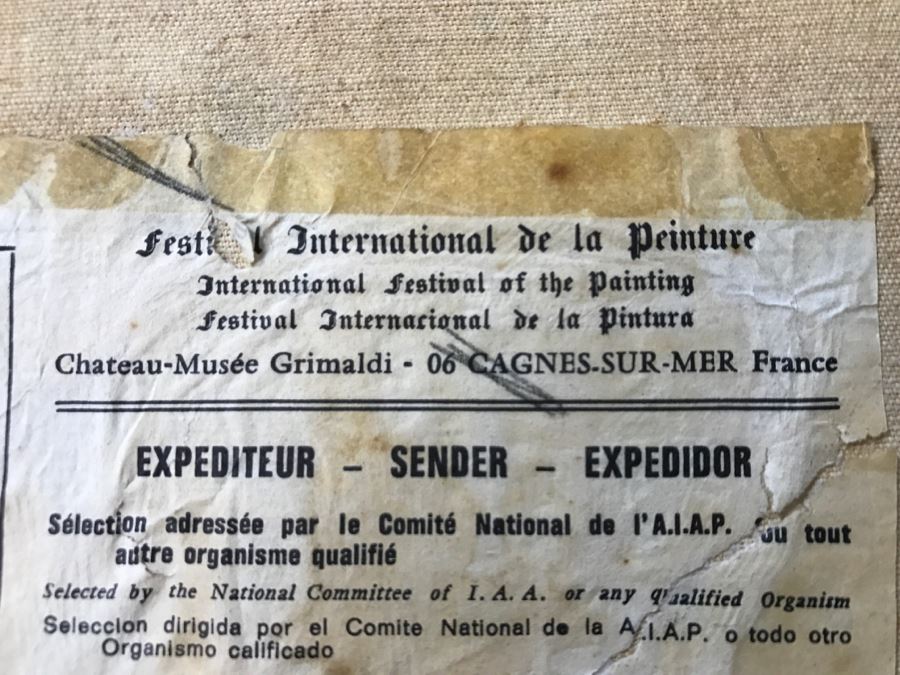 Festival International de la Peinture
International Festival of the Painting
Festival Internacional de la Pintura
Chateau-Musée Grimaldi - 06 CAGNES-SUR-MER France
EXPEDITEUR – SENDER – EXPEDIDOR
Sélection adressée par le Comité National de l'A.I.A.P. ou tout
autre organisme qualifié
Selected by the National Committee of I. A. A. or any qualified Organism
Seleccion dirigida por el Comite National de la A.I.A.P. o todo otro
Organismo calificado